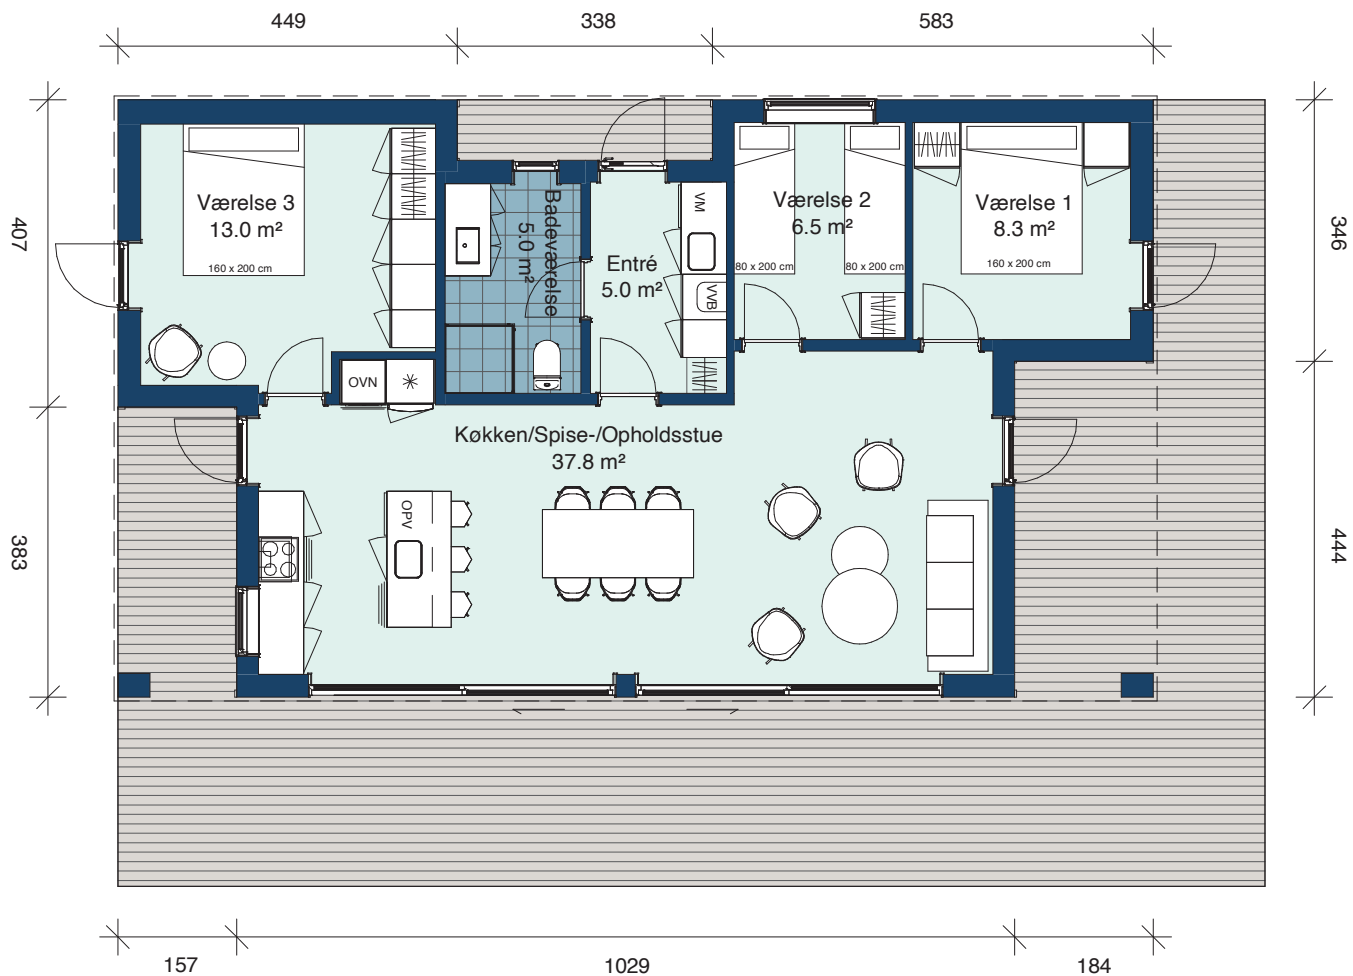 449
338
583
407
383
346
444
Værelse 3
13.0 m²
160 x 200 cm
Badeværelse
5.0 m²
Entré
5.0 m²
VM
VVB
Værelse 2
6.5 m²
80 x 200 cm
80 x 200 cm
Værelse 1
8.3 m²
160 x 200 cm
OVN
Køkken/Spise-/Opholdsstue
37.8 m²
OPV
157
1029
184